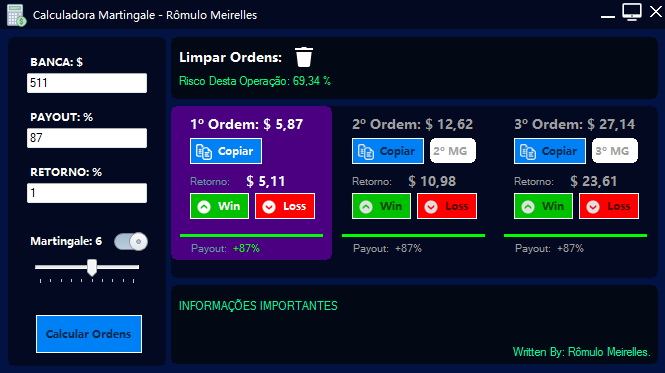 Calculadora Martingale - Rômulo Meirelles
BANCA: $
511
PAYOUT: %
87
RETORNO: %
1
Martingale: 6
Calcular Ordens
Limpar Ordens:
Risco Desta Operação: 69,34 %
1º Ordem: $ 5,87
Copiar
Retorno: $ 5,11
Win Loss
Payout: +87%
2º Ordem: $ 12,62
Copiar 2º MG
Retorno: $ 10,98
Win Loss
Payout: +87%
3º Ordem: $ 27,14
Copiar 3º MG
Retorno: $ 23,61
Win Loss
Payout: +87%
INFORMAÇÕES IMPORTANTES
Written By: Rômulo Meirelles.